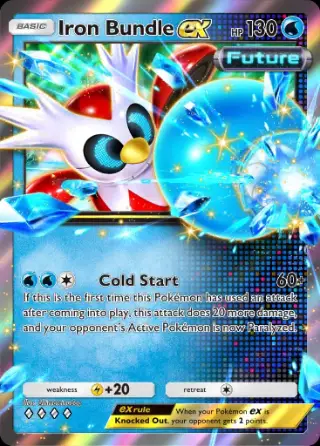 BASIC Iron Bundle ex HP 130
Future
Cold Start 60+
If this is the first time this Pokémon has used an attack
after coming into play, this attack does 20 more damage,
and your opponent's Active Pokémon is now Paralyzed.
weakness +20 retreat
ex rule When your Pokémon ex is
Knocked Out, your opponent gets 2 points.